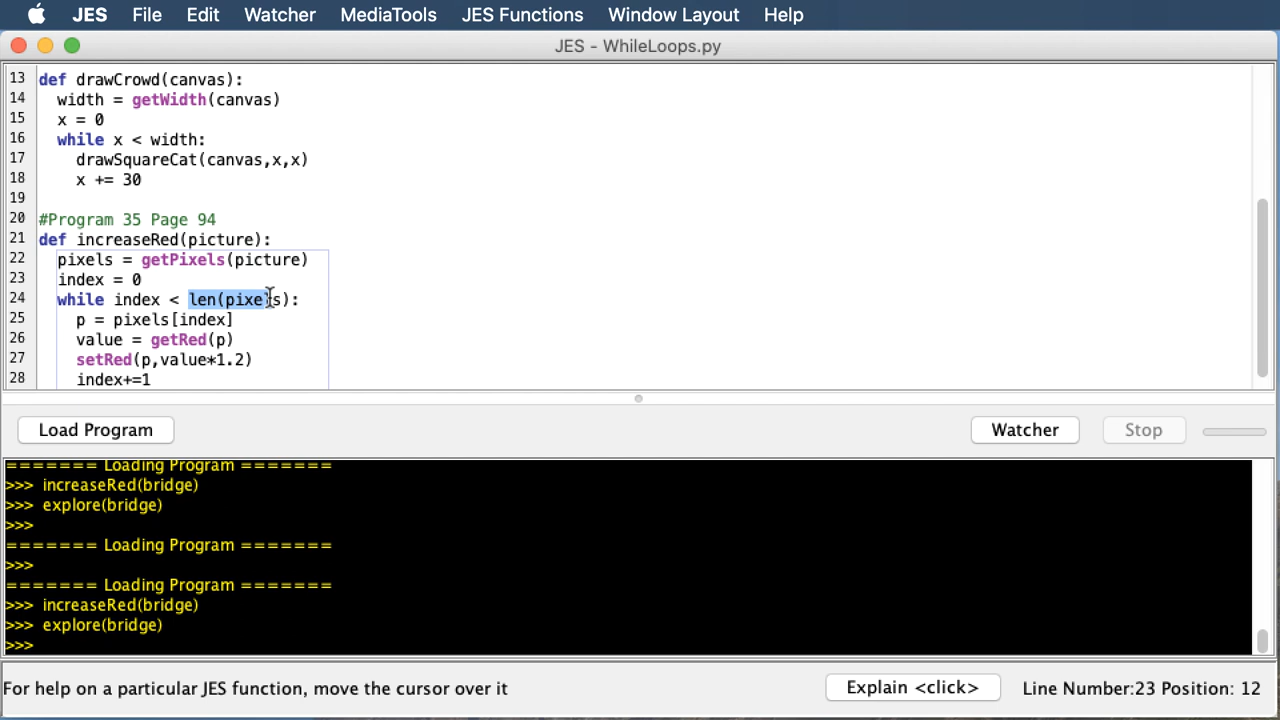 JES File Edit Watcher MediaTools JES Functions Window Layout Help
JES - WhileLoops.py
13 def drawCrowd(canvas):
14 width = getWidth(canvas)
15 x = 0
16 while x < width:
17 drawSquareCat(canvas,x,x)
18 x += 30
19
20 #Program 35 Page 94
21 def increaseRed(picture):
22 pixels = getPixels(picture)
23 index = 0
24 while index < len(pixels):
25 p = pixels[index]
26 value = getRed(p)
27 setRed(p,value*1.2)
28 index+=1
Load Program Watcher Stop
======= Loading Program =======
>>> increaseRed(bridge)
>>> explore(bridge)
>>>
======= Loading Program =======
>>>
======= Loading Program =======
>>> increaseRed(bridge)
>>> explore(bridge)
>>>
For help on a particular JES function, move the cursor over it Explain <click> Line Number:23 Position: 12